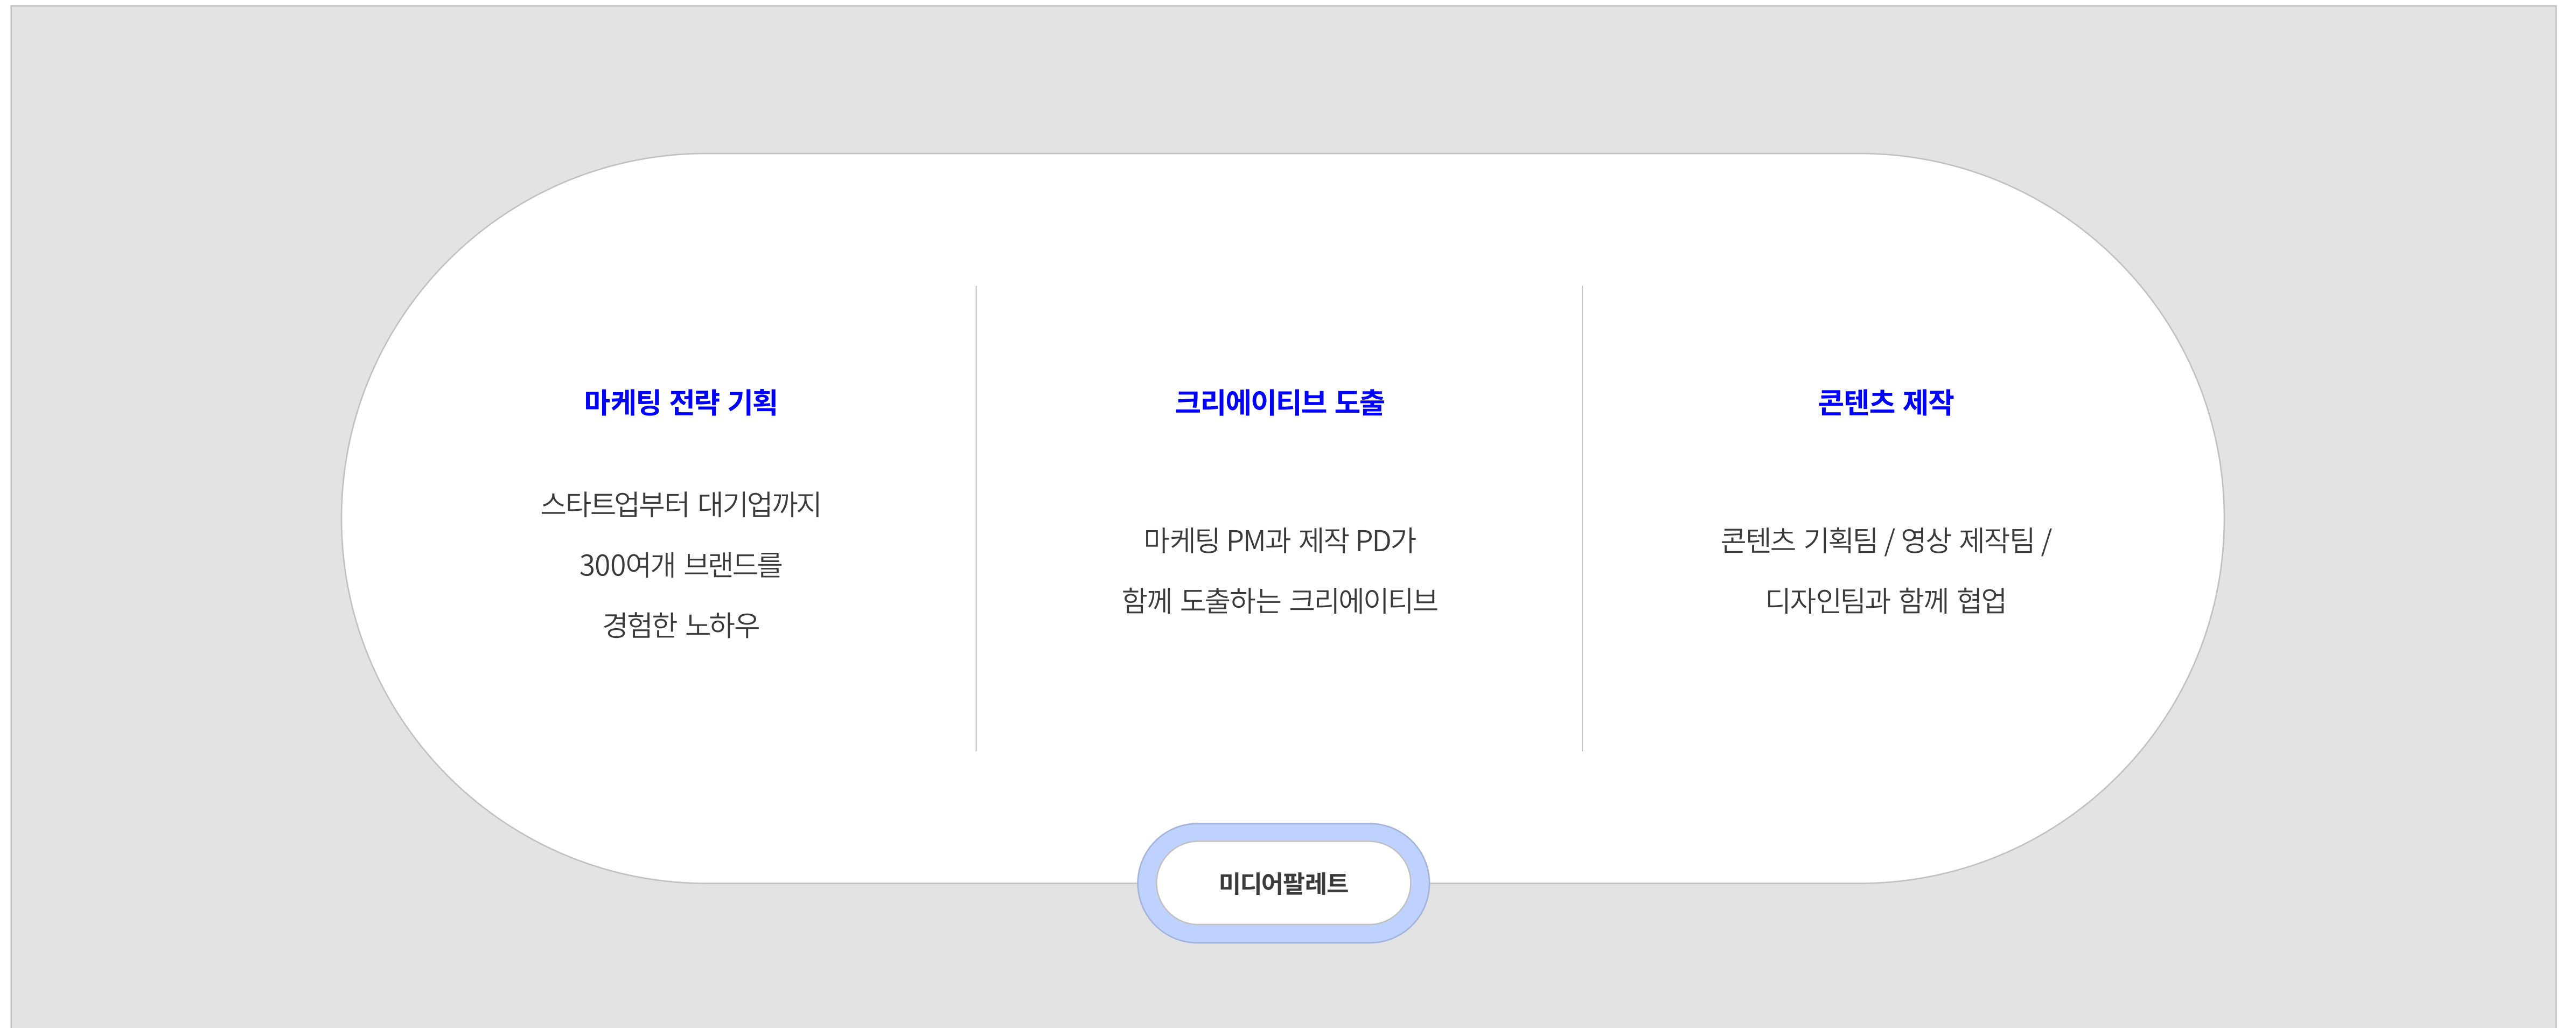 마케팅 전략 기획
스타트업부터 대기업까지
300여개 브랜드를
경험한 노하우
크리에이티브 도출
마케팅 PM과 제작 PD가
함께 도출하는 크리에이티브
콘텐츠 제작
콘텐츠 기획팀 / 영상 제작팀 /
디자인팀과 함께 협업
미디어팔레트